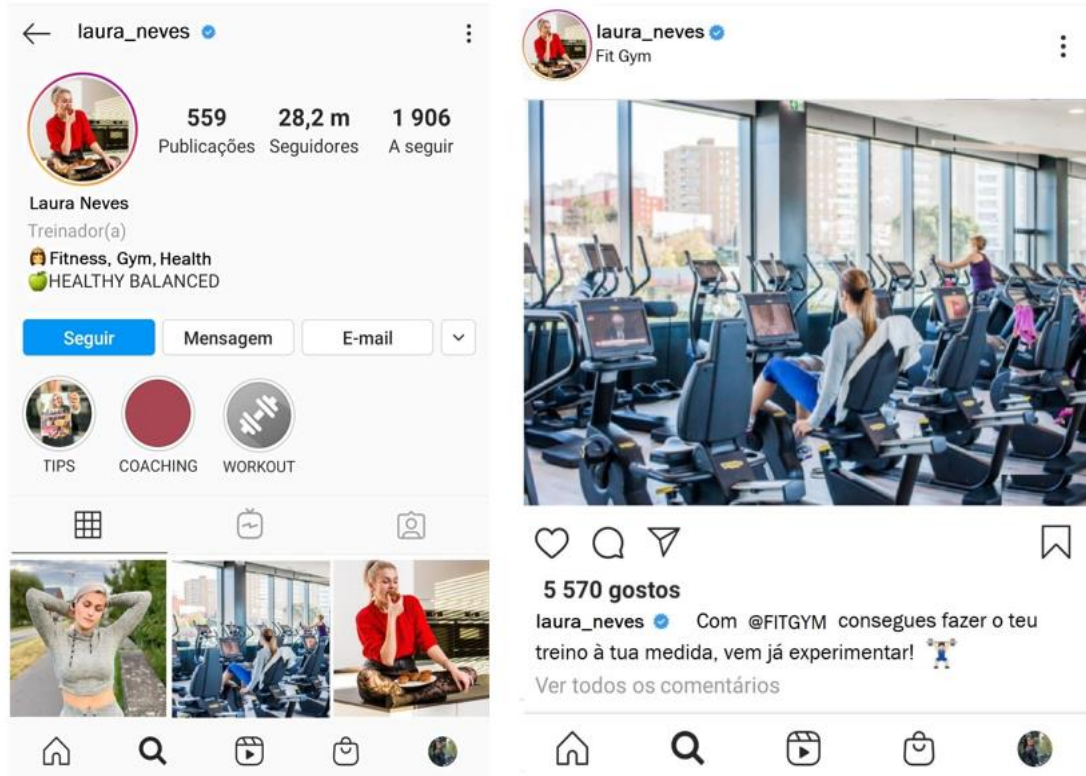 laura_neves
559
28,2 m
1 906
Publicações
Seguidores
A seguir
Laura Neves
Treinador(a)
Fitness, Gym, Health
HEALTHY BALANCED
Seguir
Mensagem
E-mail
TIPS
COACHING
WORKOUT
laura_neves
Fit Gym
5 570 gostos
laura_neves Com @FITGYM consegues fazer o teu
treino à tua medida, vem já experimentar!
Ver todos os comentários